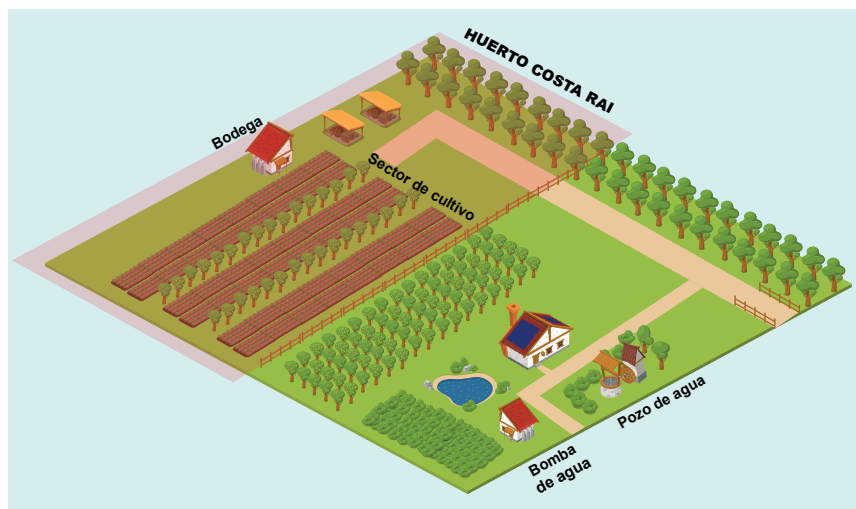 HUERTO COSTA RAI
Bodega
Sector de cultivo
Pozo de agua
Bomba
de agua